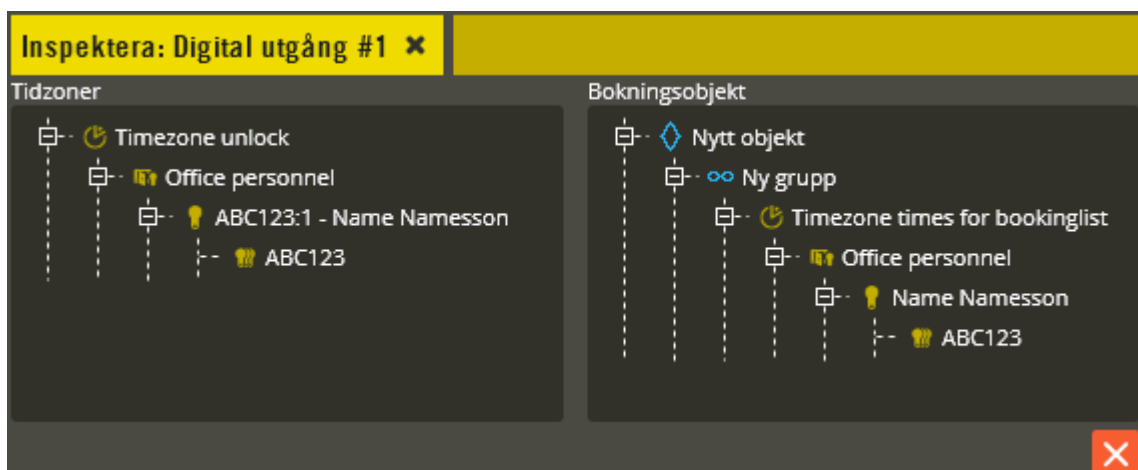 Inspektera: Digital utgång #1
Tidzoner
Timezone unlock
Office personnel
ABC123:1 - Name Namesson
ABC123
Bokningsobjekt
Nytt objekt
Ny grupp
Timezone times for bookinglist
Office personnel
Name Namesson
ABC123